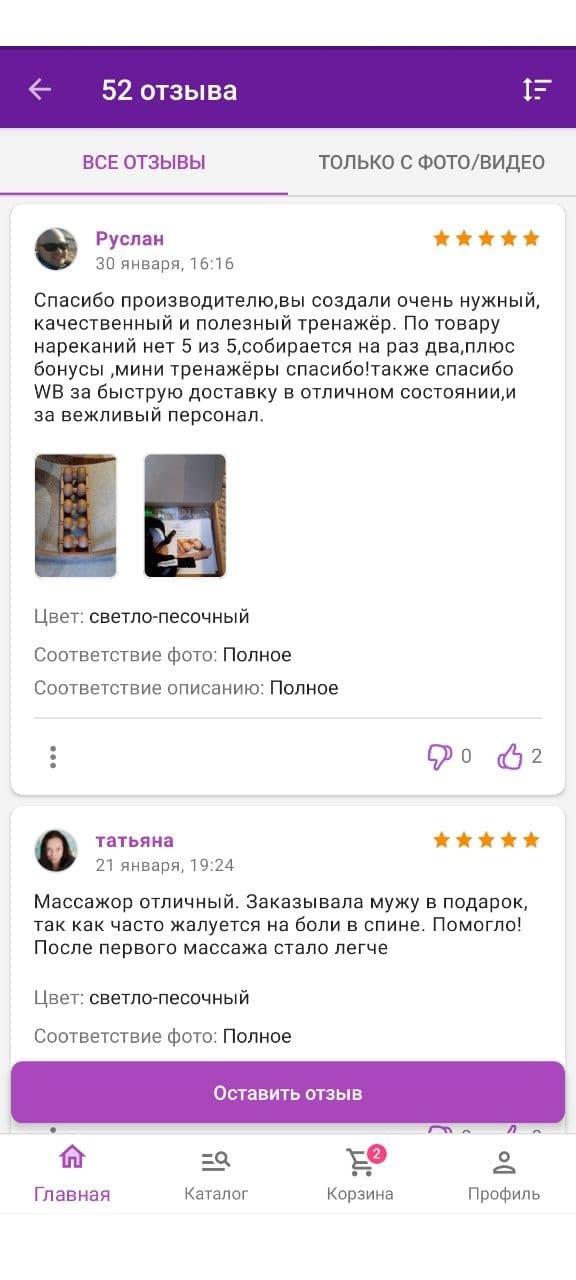 52 отзыва
ВСЕ ОТЗЫВЫ
ТОЛЬКО С ФОТО/ВИДЕО
Руслан
30 января, 16:16
Спасибо производителю,вы создали очень нужный,
качественный и полезный тренажёр. По товару
нареканий нет 5 из 5,собирается на раз два,плюс
бонусы ,мини тренажёры спасибо!также спасибо
WB за быструю доставку в отличном состоянии,и
за вежливый персонал.
Цвет: светло-песочный
Соответствие фото: Полное
Соответствие описанию: Полное
0
2
татьяна
21 января, 19:24
Массажор отличный. Заказывала мужу в подарок,
так как часто жалуется на боли в спине. Помогло!
После первого массажа стало легче
Цвет: светло-песочный
Соответствие фото: Полное
Оставить отзыв
2
Главная
Каталог
Корзина
Профиль